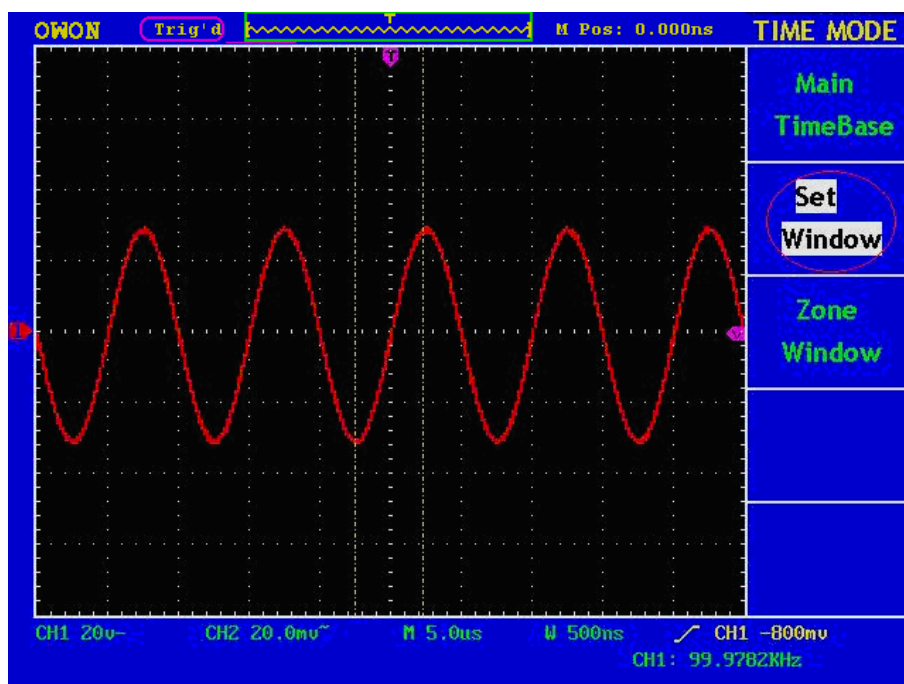 OWON Trig'd T M Pos: 0.000ns TIME MODE
T
Main
TimeBase
Set
Window
Zone
Window
1
CH1 20v- CH2 20.0mv~ M 5.0us W 500ns CH1 -800mv
CH1: 99.9782KHz